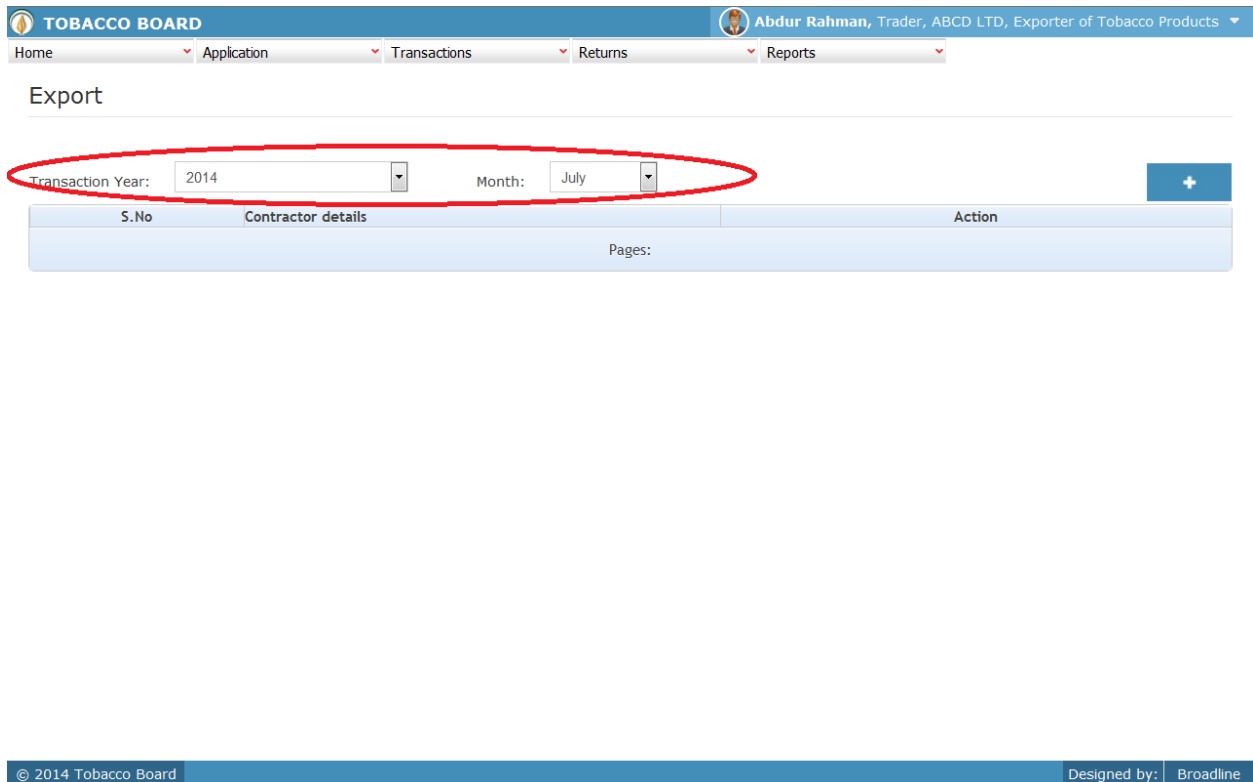 TOBACCO BOARD Abdur Rahman, Trader, ABCD LTD, Exporter of Tobacco Products
Home Application Transactions Returns Reports
Export
Transaction Year: 2014 Month: July
S.No Contractor details Action
Pages:
© 2014 Tobacco Board Designed by: Broadline